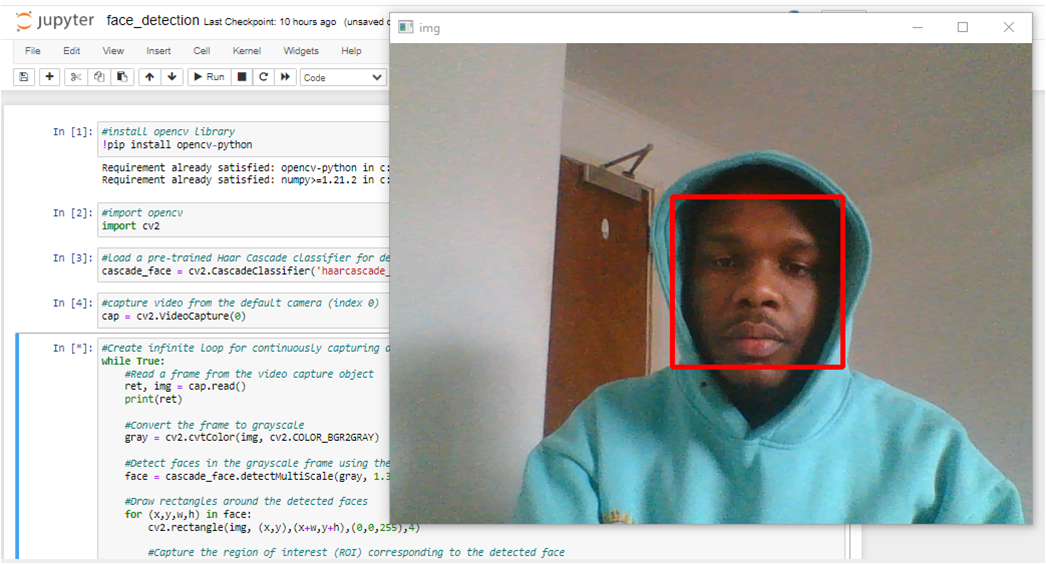 jupyter face_detection Last Checkpoint: 10 hours ago (unsaved
img
File Edit View Insert Cell Kernel Widgets Help
Run Code
In [1]: #install opencv library
!pip install opencv-python
Requirement already satisfied: opencv-python in c:
Requirement already satisfied: numpy>=1.21.2 in c:
In [2]: #import opencv
import cv2
In [3]: #Load a pre-trained Haar Cascade classifier for de
cascade_face = cv2.CascadeClassifier('haarcascade_
In [4]: #capture video from the default camera (index 0)
cap = cv2.VideoCapture(0)
In [*]: #Create infinite loop for continuously capturing a
while True:
#Read a frame from the video capture object
ret, img = cap.read()
print(ret)
#Convert the frame to grayscale
gray = cv2.cvtColor(img, cv2.COLOR_BGR2GRAY)
#Detect faces in the grayscale frame using the
face = cascade_face.detectMultiScale(gray, 1.3
#Draw rectangles around the detected faces
for (x,y,w,h) in face:
cv2.rectangle(img, (x,y),(x+w,y+h),(0,0,255),4)
#Capture the region of interest (ROI) corresponding to the detected face